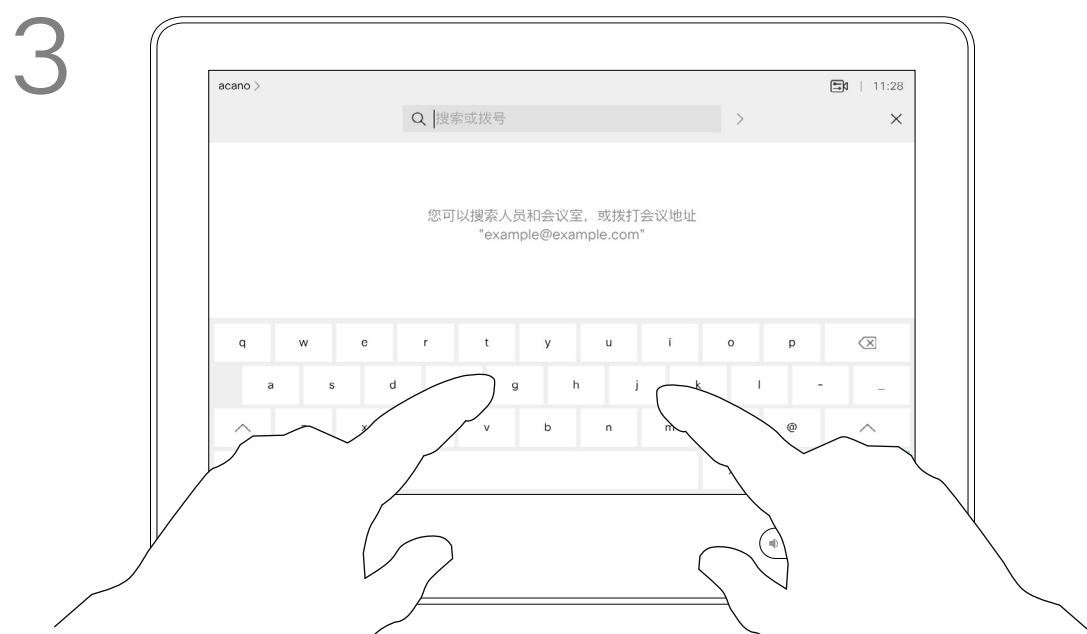 3
acano >
11:28
搜索或拨号
您可以搜索人员和会议室，或拨打会议地址
"example@example.com"
q w e r t y u i o p
a s d g h j k l - _
x v b n m @